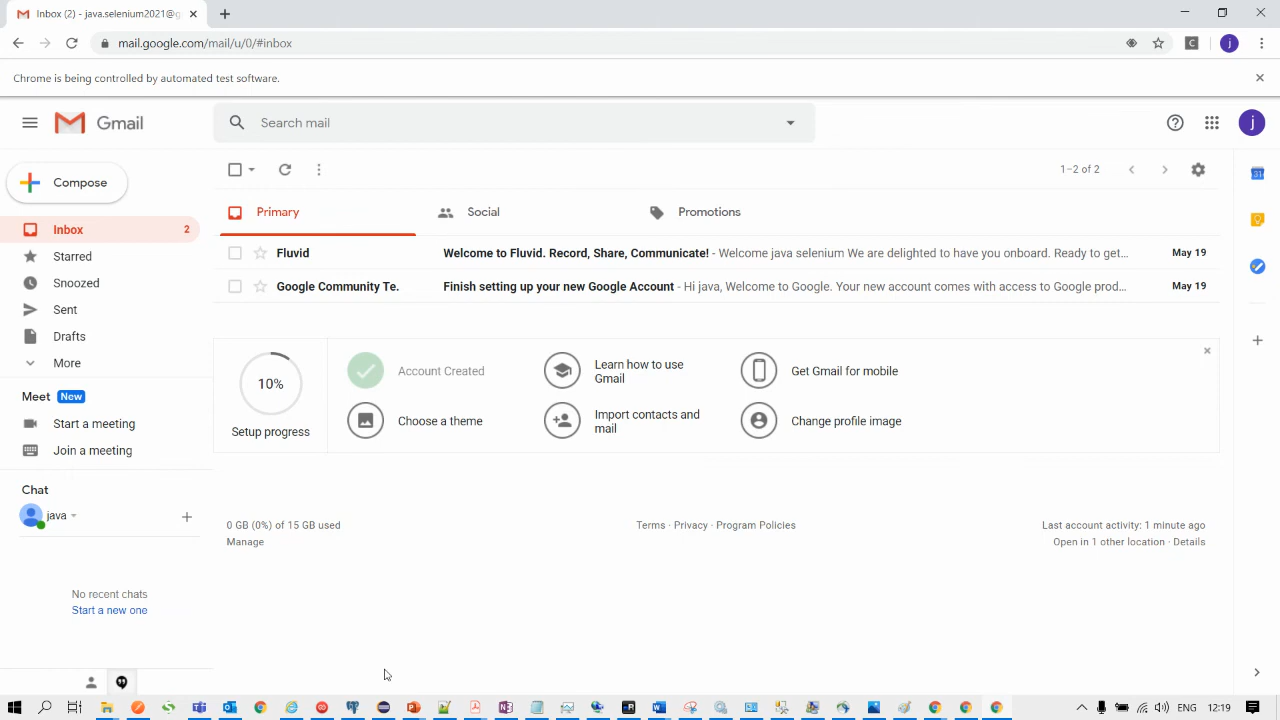 Inbox (2) - java.selenium2021@g
mail.google.com/mail/u/0/#inbox
C
j
Chrome is being controlled by automated test software.
Gmail
Search mail
j
Compose
1–2 of 2
31
Primary
Social
Promotions
Inbox
2
Fluvid
Welcome to Fluvid. Record, Share, Communicate! - Welcome java selenium We are delighted to have you onboard. Ready to get…
May 19
Starred
Snoozed
Google Community Te.
Finish setting up your new Google Account - Hi java, Welcome to Google. Your new account comes with access to Google prod…
May 19
Sent
Drafts
More
10%
Setup progress
Account Created
Learn how to use
Gmail
Get Gmail for mobile
Choose a theme
Import contacts and
mail
Change profile image
Meet
New
Start a meeting
Join a meeting
Chat
java
0 GB (0%) of 15 GB used
Manage
Terms · Privacy · Program Policies
Last account activity: 1 minute ago
Open in 1 other location · Details
No recent chats
Start a new one
ENG
12:19